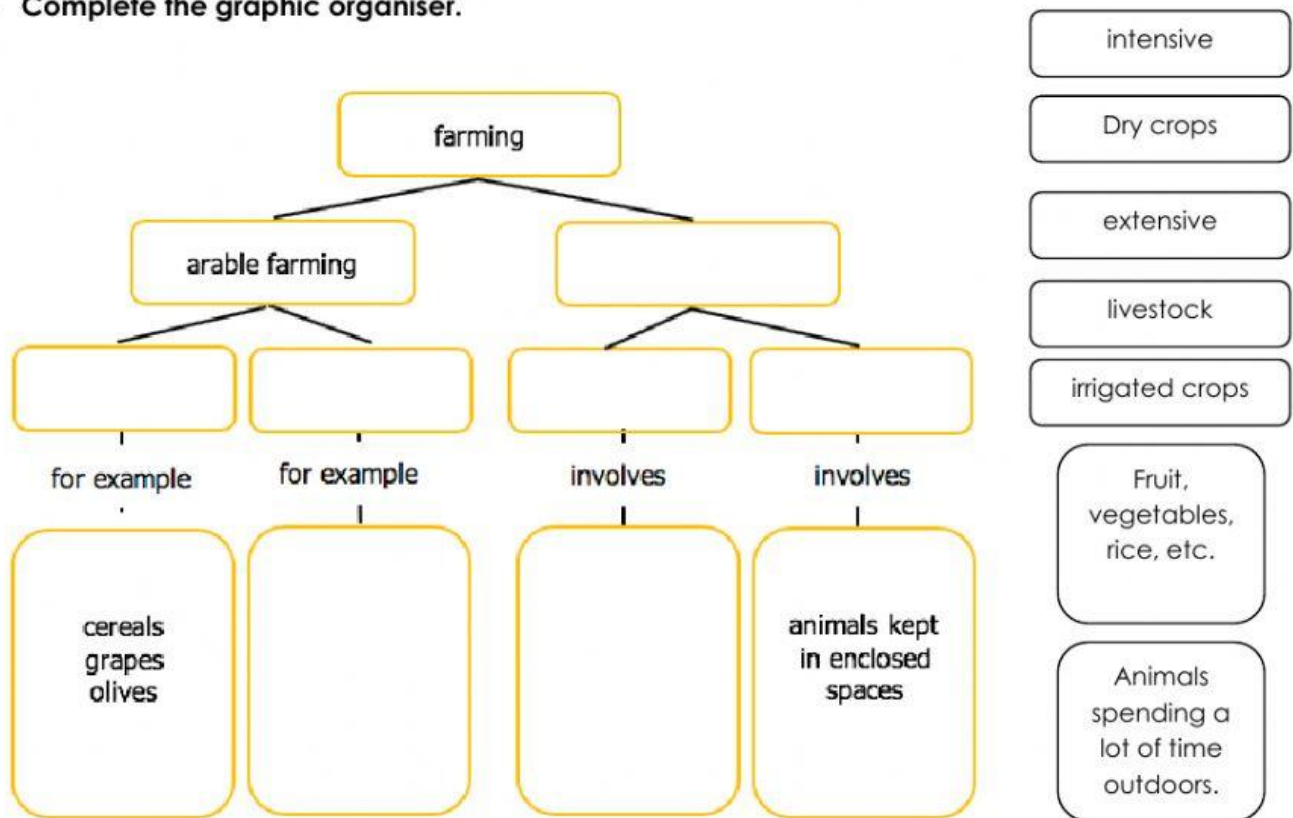 Complete the graphic organiser.
farming
arable farming
for example
for example
involves
involves
cereals
grapes
olives
animals kept
in enclosed
spaces
intensive
Dry crops
extensive
livestock
irrigated crops
Fruit,
vegetables,
rice, etc.
Animals
spending a
lot of time
outdoors.